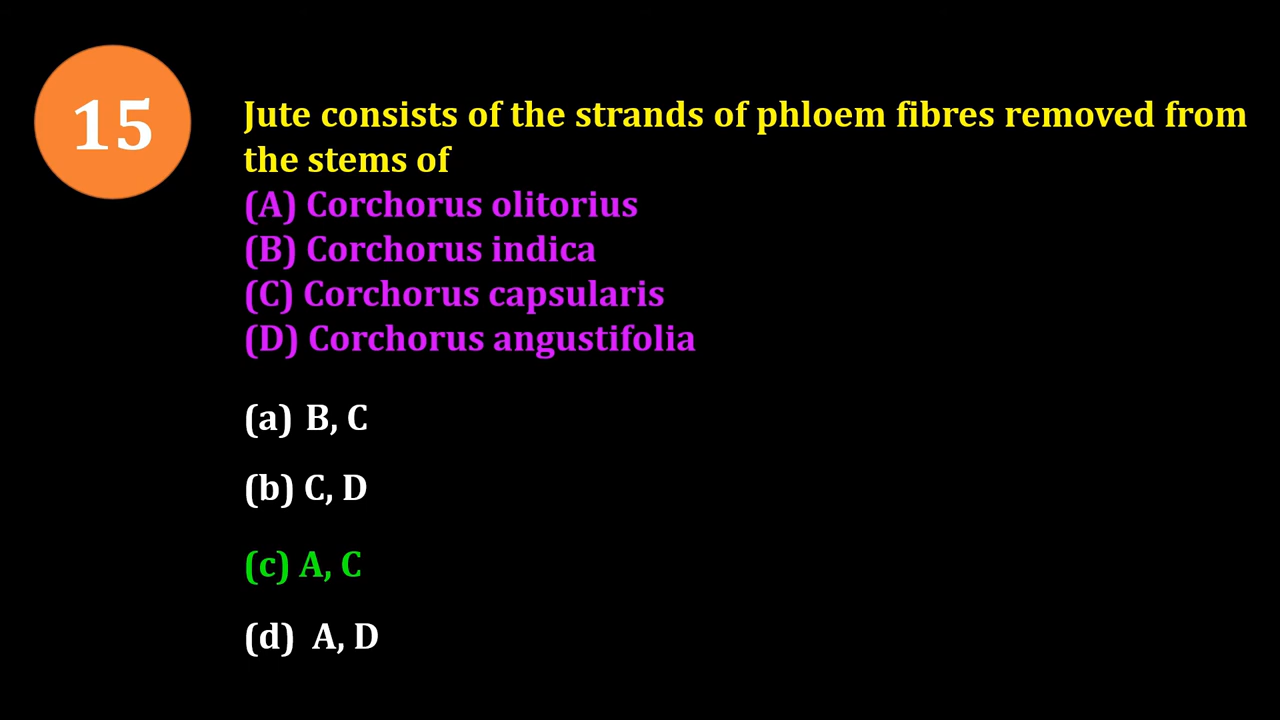 15
Jute consists of the strands of phloem fibres removed from
the stems of
(A) Corchorus olitorius
(B) Corchorus indica
(C) Corchorus capsularis
(D) Corchorus angustifolia
(a) B, C
(b) C, D
(c) A, C
(d) A, D